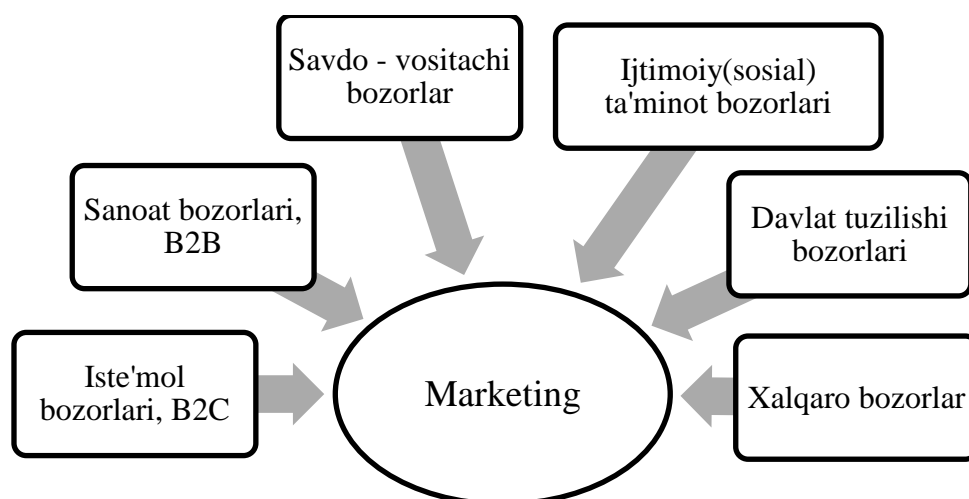 Savdo - vositachi
bozorlar
Ijtimoiy(sosial)
ta'minot bozorlari
Sanoat bozorlari,
B2B
Davlat tuzilishi
bozorlari
Iste'mol
bozorlari, B2C
Marketing
Xalqaro bozorlar